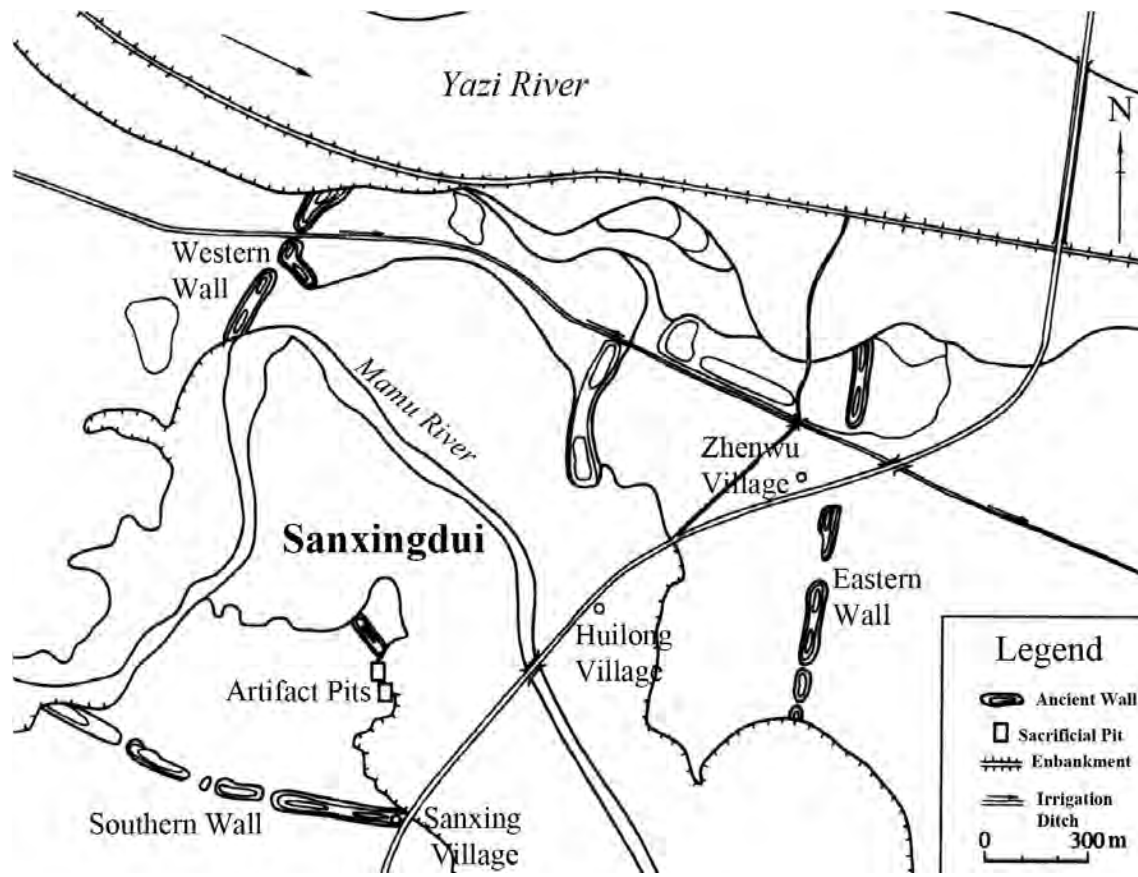 Yazi River
N
Western
Wall
Mamu River
Zhenwu
Village
Sanxingdui
Eastern
Wall
Huilong
Village
Artifact Pits
Southern Wall
Sanxing
Village
Legend
Ancient Wall
Sacrificial Pit
Enbankment
Irrigation
Ditch
0 300 m